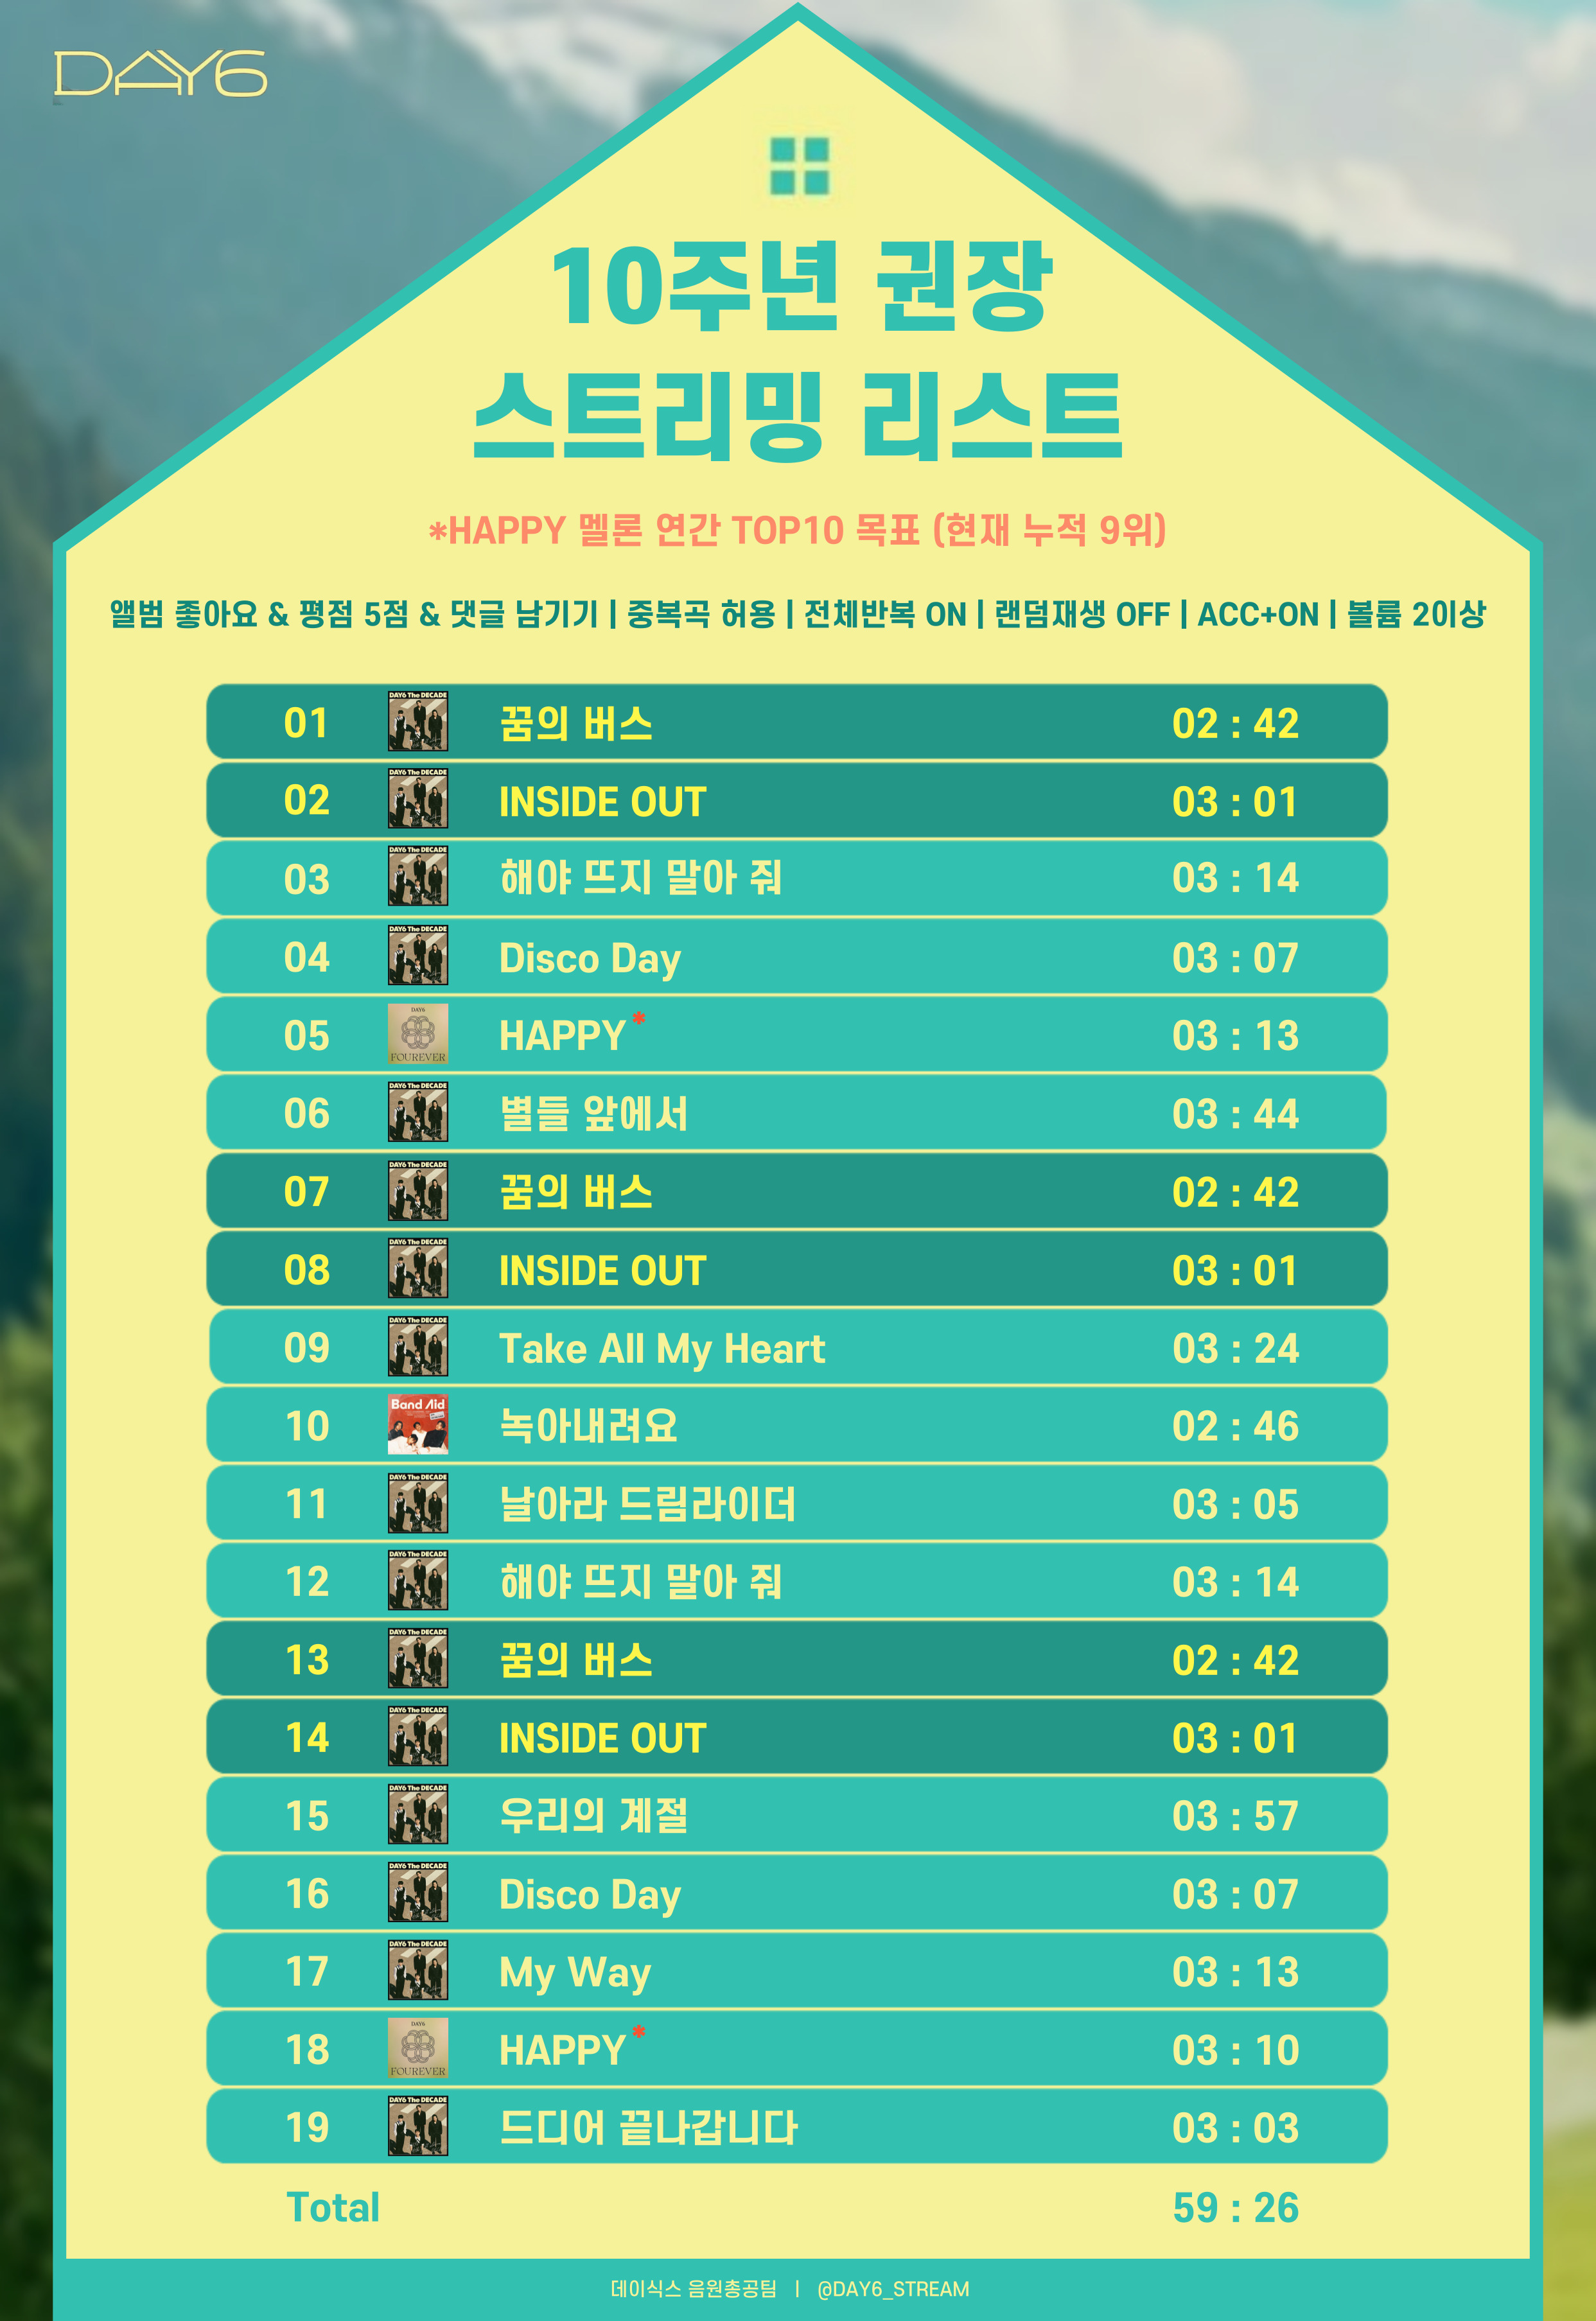 DAY6
10주년 권장
스트리밍 리스트
*HAPPY 멜론 연간 TOP10 목표 (현재 누적 9위)
앨범 좋아요 & 평점 5점 & 댓글 남기기 | 중복곡 허용 | 전체반복 ON | 랜덤재생 OFF | ACC+ON | 볼륨 20이상
01 DAY6 The DECADE 꿈의 버스 02 : 42
02 DAY6 The DECADE INSIDE OUT 03 : 01
03 DAY6 The DECADE 해야 뜨지 말아 줘 03 : 14
04 DAY6 The DECADE Disco Day 03 : 07
05 DAY6 FOUREVER HAPPY* 03 : 13
06 DAY6 The DECADE 별들 앞에서 03 : 44
07 DAY6 The DECADE 꿈의 버스 02 : 42
08 DAY6 The DECADE INSIDE OUT 03 : 01
09 DAY6 The DECADE Take All My Heart 03 : 24
10 Band Aid 녹아내려요 02 : 46
11 DAY6 The DECADE 날아라 드림라이더 03 : 05
12 DAY6 The DECADE 해야 뜨지 말아 줘 03 : 14
13 DAY6 The DECADE 꿈의 버스 02 : 42
14 DAY6 The DECADE INSIDE OUT 03 : 01
15 DAY6 The DECADE 우리의 계절 03 : 57
16 DAY6 The DECADE Disco Day 03 : 07
17 DAY6 The DECADE My Way 03 : 13
18 DAY6 FOUREVER HAPPY* 03 : 10
19 DAY6 The DECADE 드디어 끝나갑니다 03 : 03
Total 59 : 26
데이식스 음원총공팀 | @DAY6_STREAM